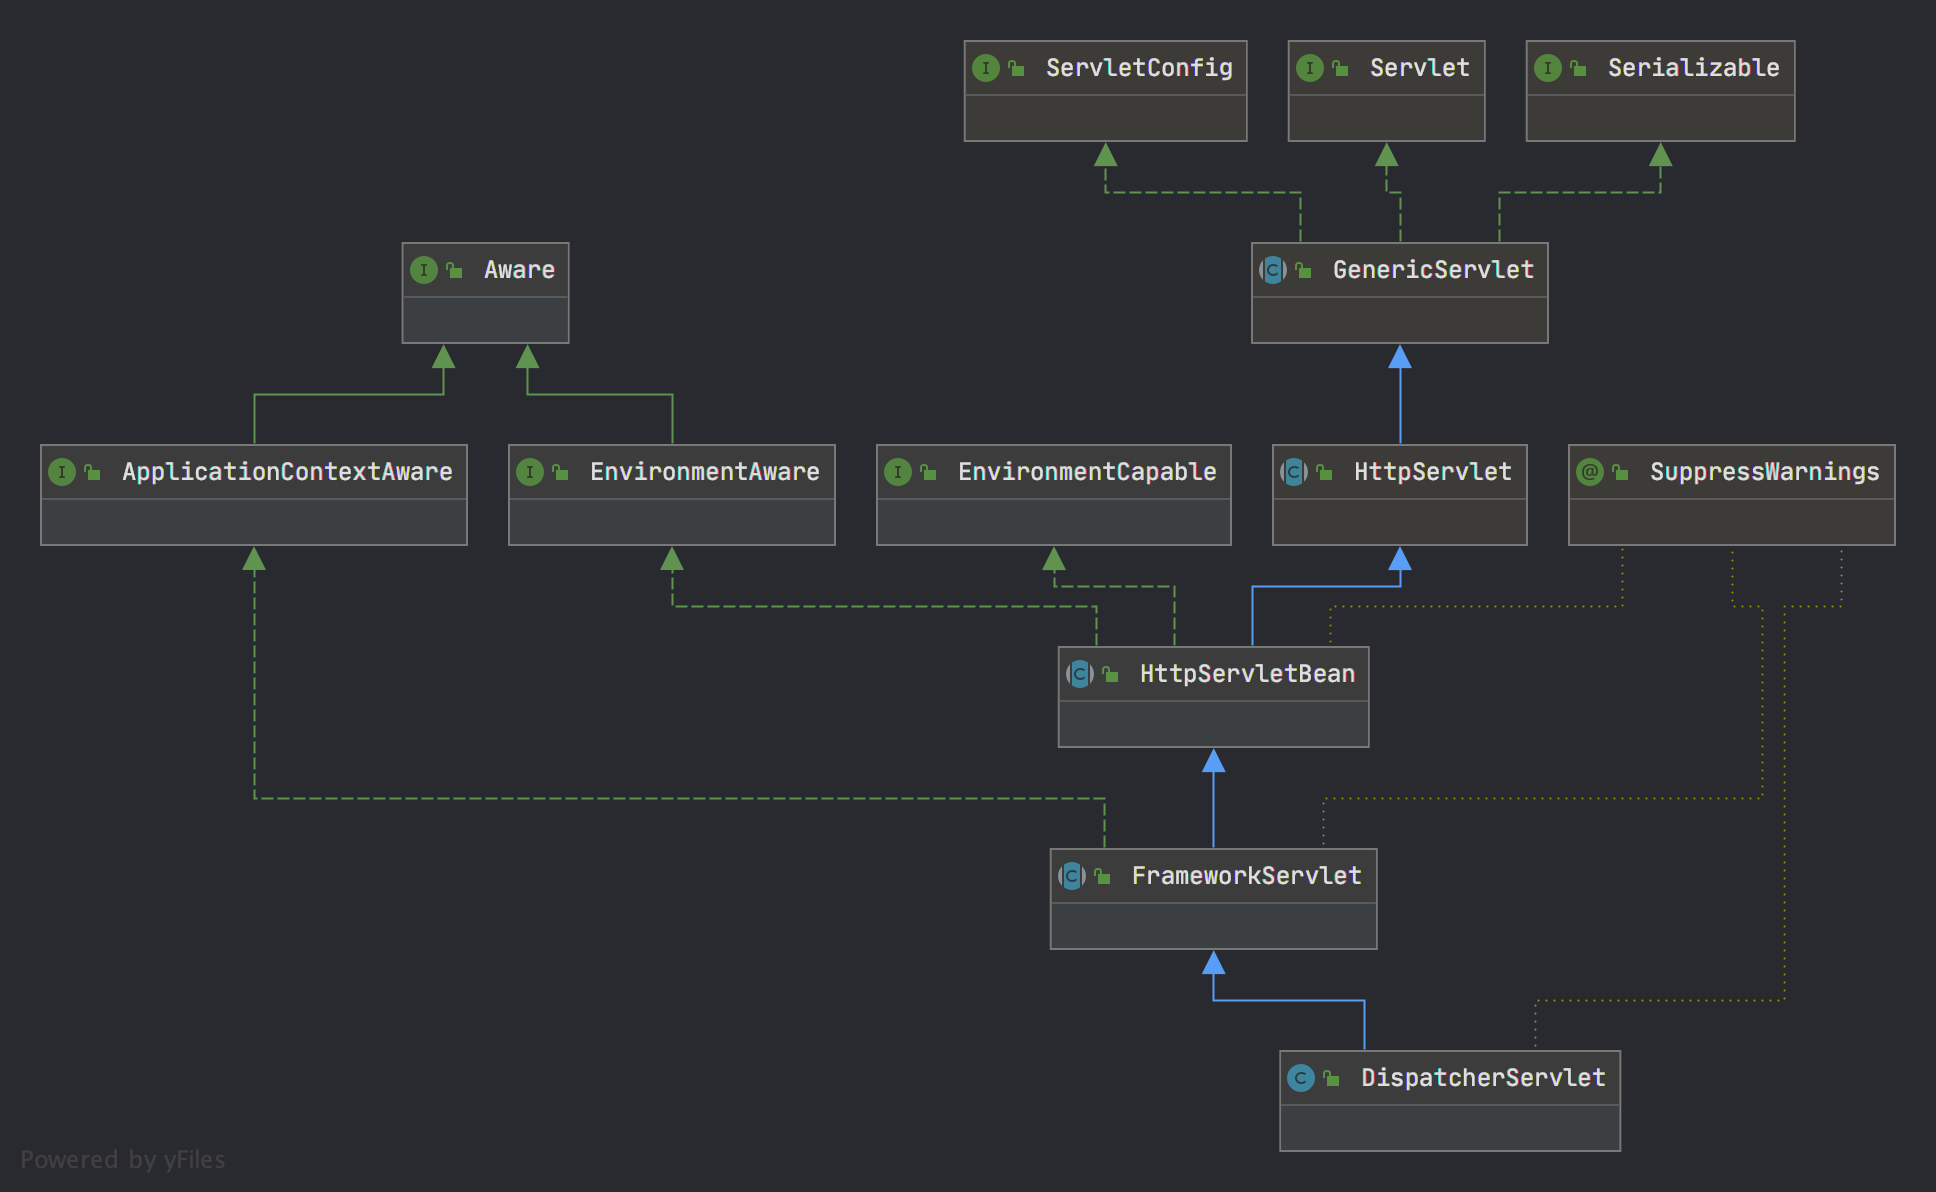 ServletConfig
Servlet
Serializable
Aware
GenericServlet
ApplicationContextAware
EnvironmentAware
EnvironmentCapable
HttpServlet
SuppressWarnings
HttpServletBean
FrameworkServlet
DispatcherServlet
Powered by yFiles